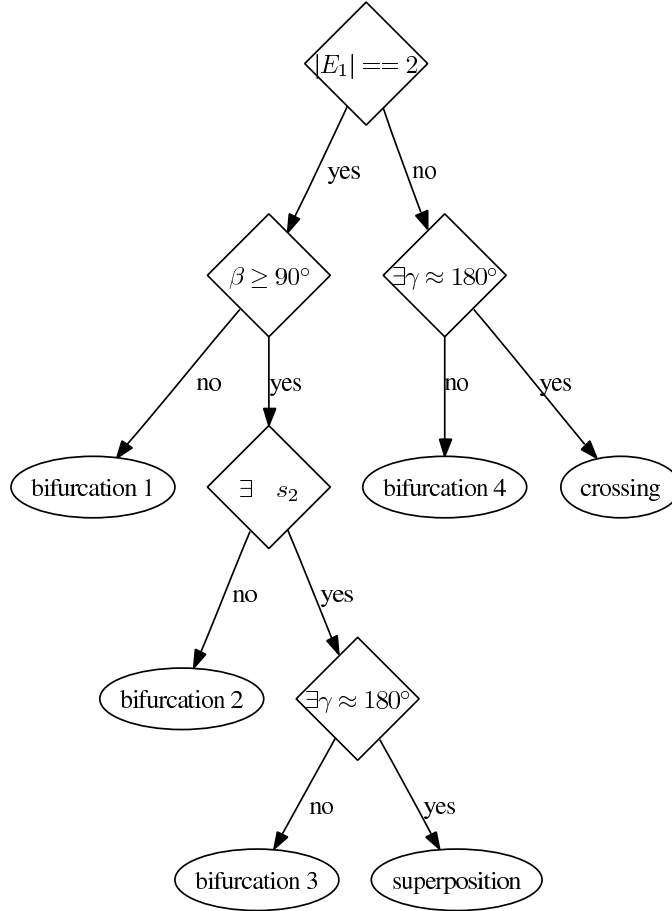 |E₁| == 2
yes
no
β ≥ 90°
∃γ ≈ 180°
no
yes
no
yes
bifurcation 1
∃ s₂
bifurcation 4
crossing
no
yes
bifurcation 2
∃γ ≈ 180°
no
yes
bifurcation 3
superposition